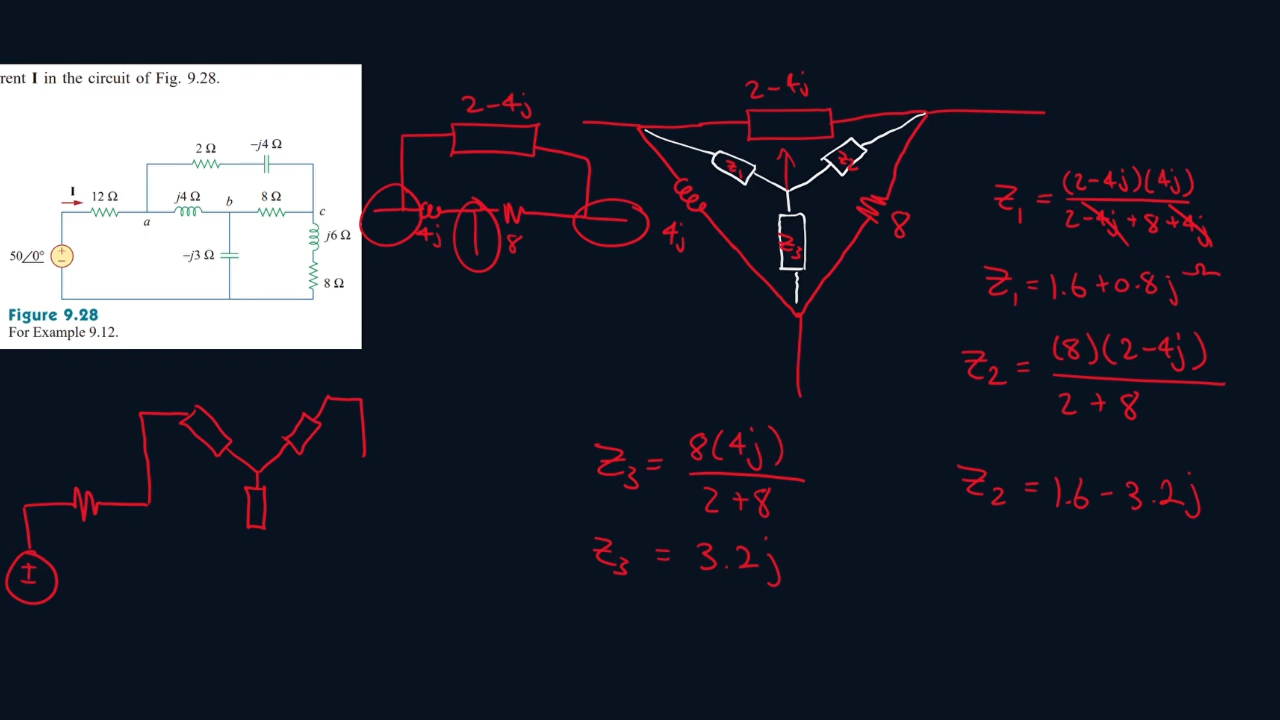 rent I in the circuit of Fig. 9.28.
2 Ω
-j4 Ω
I
12 Ω
j4 Ω
b
8 Ω
a
c
j6 Ω
-j3 Ω
50∠0°
+
−
8 Ω
Figure 9.28
For Example 9.12.
2-4j
4j
8
2-4j
Z1
Z2
Z3
4j
8
Z1 = (2-4j)(4j) / 2-4j + 8 + 4j
Z1 = 1.6 + 0.8j Ω
Z2 = (8)(2-4j) / 2 + 8
Z2 = 1.6 - 3.2j
Z3 = 8(4j) / 2+8
Z3 = 3.2j
±